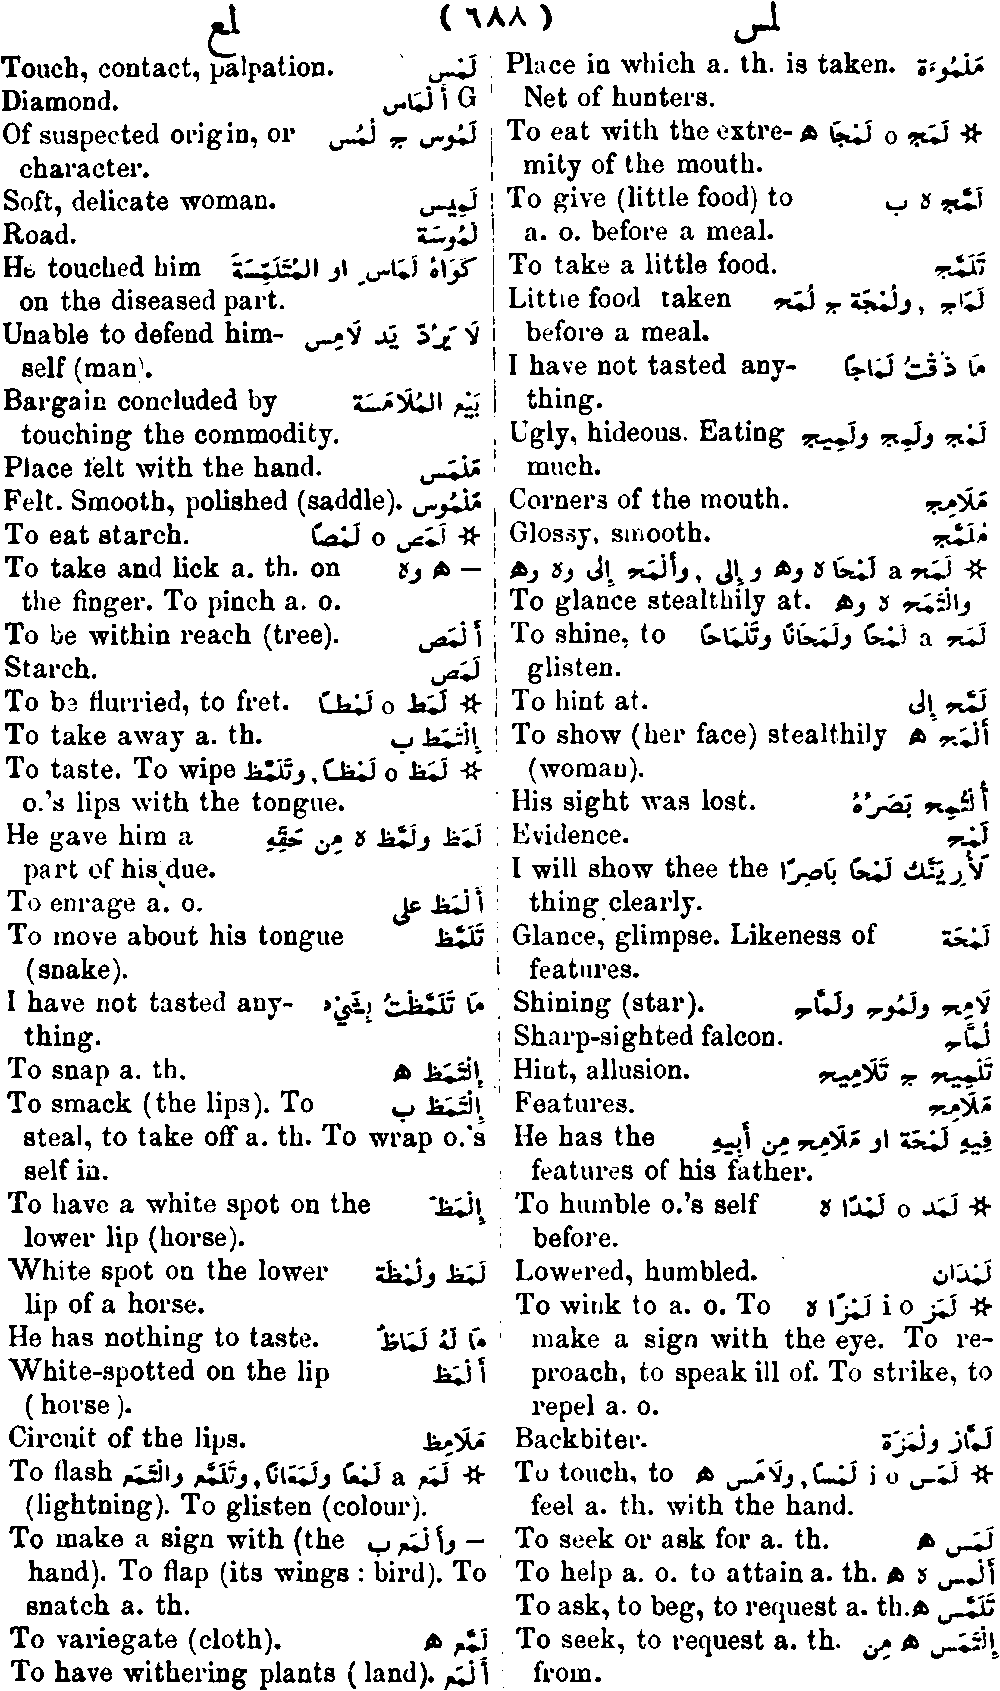 لمع (٦٨٨) لمس
Place in which a. th. is taken. مَلْمُوءَة
Net of hunters.
To eat with the extre- ✲ لَمَج o لَمْجًا ه
mity of the mouth.
To give (little food) to لَمَّج ه ب
a. o. before a meal.
To take a little food. تَلَمَّج
Little food taken لَمَاج, ولُمْجَة ج لُمَج
before a meal.
I have not tasted any- مَا ذُقْتُ لَمَاجًا
thing.
Ugly, hideous. Eating لَمْج ولَمِج ولَمِيج
much.
Corners of the mouth. مَلَامِج
Glossy, smooth. مُلَمَّج
✲ لَمَح a لَمْحًا ه وه و إِلى, وأَلْمَح إِلى وه وه
To glance stealthily at. والْتَمَح ه وه
To shine, to لَمَح a لَمْحًا ولَمَحَانًا وتَلْمَاحًا
glisten.
To hint at. لَمَّح إِلى
To show (her face) stealthily أَلْمَح ه
(woman).
His sight was lost. أُلْتُمِح بَصَرُهُ
Evidence. لَمْح
I will show thee the لَأُرِيَنَّك لَمْحًا بَاصِرًا
thing clearly.
Glance, glimpse. Likeness of لَمْحَة
features.
Shining (star). لَامِح ولَمُوح ولَمَّاح
Sharp-sighted falcon. لُمَّاح
Hint, allusion. تَلْمِيح ج تَلَامِيح
Features. مَلَامِح
He has the فِيهِ لَمْحَة او مَلَامِح مِن أَبِيهِ
features of his father.
To humble o.'s self ✲ لَمَد o لَمْدًا ه
before.
Lowered, humbled. لَمْدَان
To wink to a. o. To ✲ لَمَز i o لَمْزًا ه
make a sign with the eye. To re-
proach, to speak ill of. To strike, to
repel a. o.
Backbiter. لَمَّاز ولُمَزَة
To touch, to ✲ لَمَس i o لَمْسًا, ولَامَس ه
feel a. th. with the hand.
To seek or ask for a. th. لَمَس ه
To help a. o. to attain a. th. أَلْمَس ه ه
To ask, to beg, to request a. th. تَلَمَّس ه
To seek, to request a. th. إِلْتَمَس ه مِن
from.
Touch, contact, palpation. لَمْس
Diamond. G أَلْمَاس
Of suspected origin, or لَمُوس ج لُمْس
character.
Soft, delicate woman. لَمِيس
Road. لَمُوسَة
He touched him كَوَاهُ لَمَاسِ او المُتَلَمِّسَةَ
on the diseased part.
Unable to defend him- لَا يَرُدّ يَد لَامِس
self (man).
Bargain concluded by بَيْع المُلَامَسَة
touching the commodity.
Place felt with the hand. مَلْمَس
Felt. Smooth, polished (saddle). مَلْمُوس
To eat starch. ✲ لَمَص o لَمْصًا
To take and lick a. th. on — ه وه
the finger. To pinch a. o.
To be within reach (tree). أَلْمَص
Starch. لَمَص
To be flurried, to fret. ✲ لَمَط o لَمْطًا
To take away a. th. إِلْتَمَط ب
To taste. To wipe ✲ لَمَظ o لَمْظًا, وتَلَمَّظ
o.'s lips with the tongue.
He gave him a لَمَظ ولَمَّظ ه مِن حَقِّهِ
part of his due.
To enrage a. o. أَلْمَظ على
To move about his tongue تَلَمَّظ
(snake).
I have not tasted any- مَا تَلَمَّظْتُ بِشَيْء
thing.
To snap a. th. إِلْتَمَظ ه
To smack (the lips). To إِلْتَمَظ ب
steal, to take off a. th. To wrap o.'s
self in.
To have a white spot on the إِلْمَظَّ
lower lip (horse).
White spot on the lower لَمَظ ولُمْظَة
lip of a horse.
He has nothing to taste. مَا لَهُ لَمَاظٌ
White-spotted on the lip أَلْمَظ
(horse).
Circuit of the lips. مَلَامِظ
To flash ✲ لَمَع a لَمْعًا ولَمَعَانًا, وتَلَمَّع والْتَمَع
(lightning). To glisten (colour).
To make a sign with (the — وأَلْمَع ب
hand). To flap (its wings : bird). To
snatch a. th.
To variegate (cloth). لَمَّع ه
To have withering plants (land). أَلْمَع